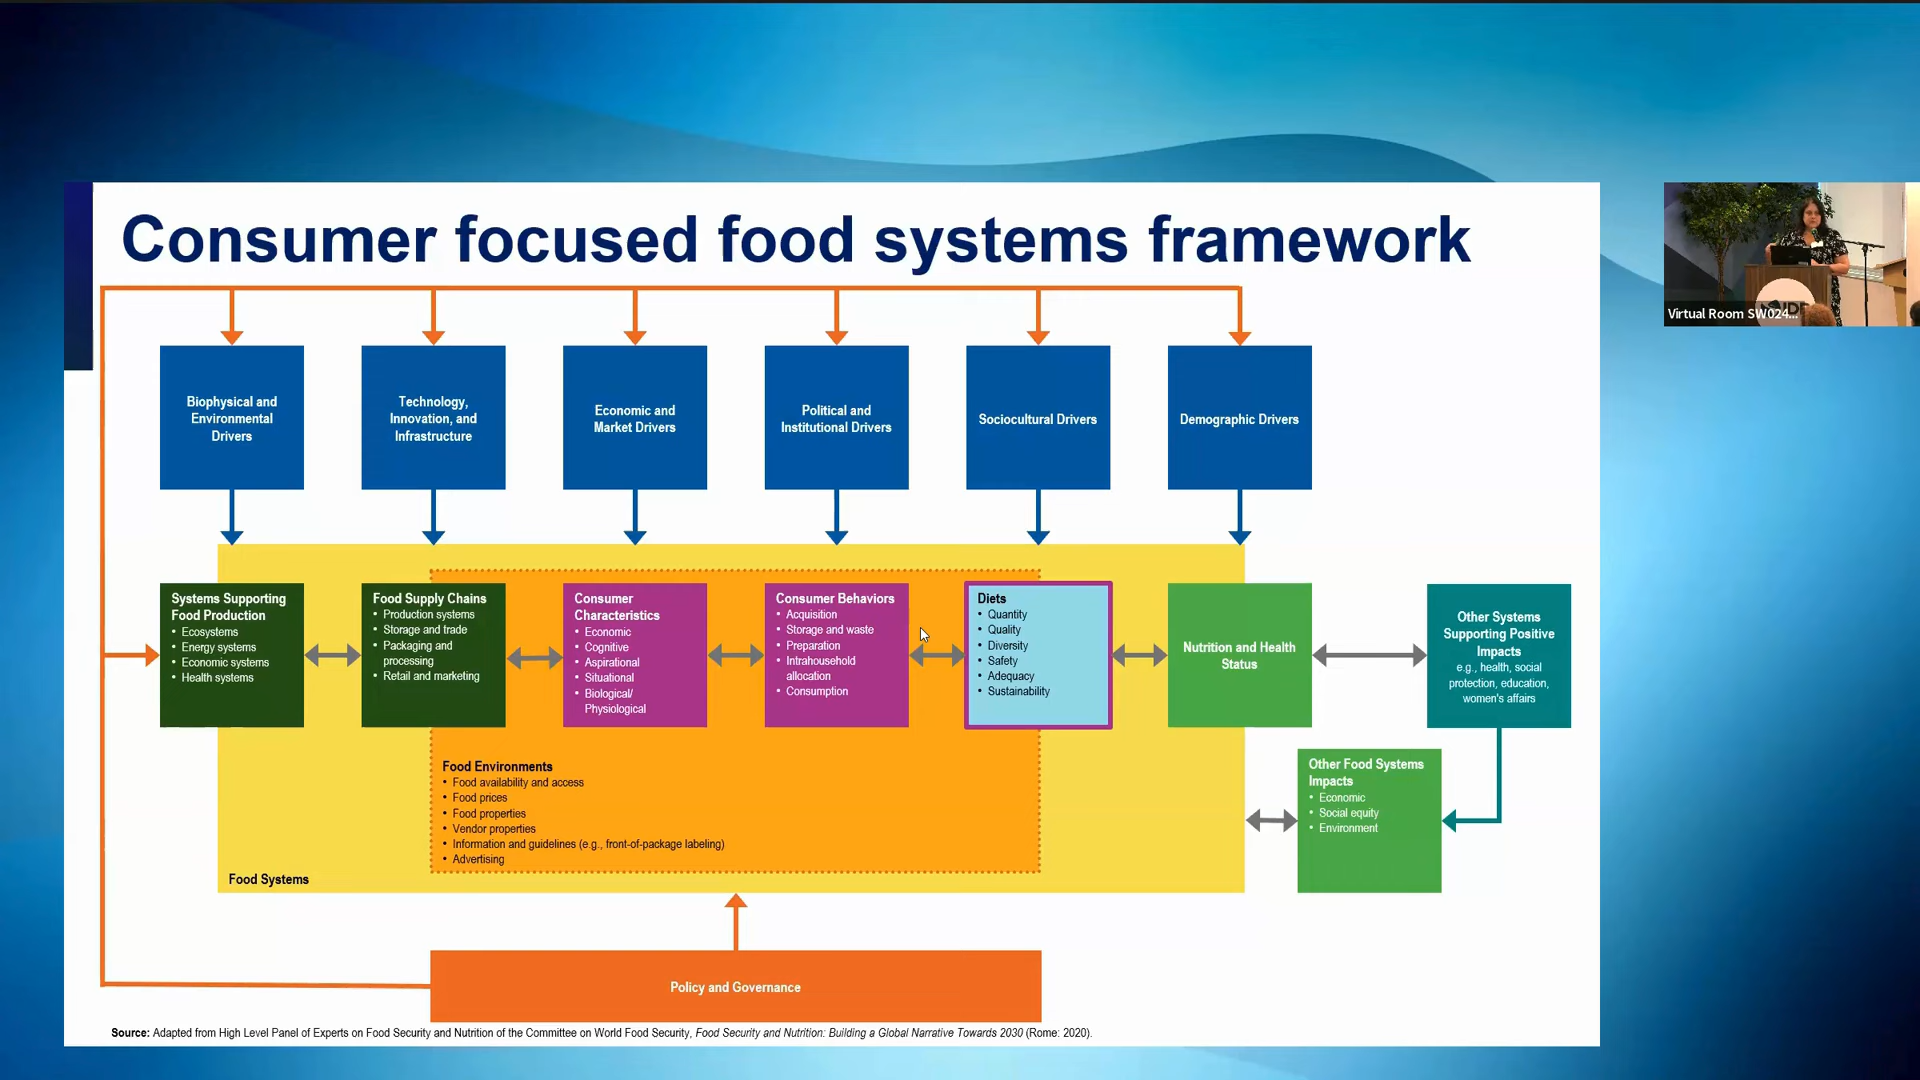 Consumer focused food systems framework
Biophysical and
Environmental
Drivers
Technology,
Innovation, and
Infrastructure
Economic and
Market Drivers
Political and
Institutional Drivers
Sociocultural Drivers
Demographic Drivers
Systems Supporting
Food Production
• Ecosystems
• Energy systems
• Economic systems
• Health systems
Food Supply Chains
• Production systems
• Storage and trade
• Packaging and
processing
• Retail and marketing
Consumer
Characteristics
• Economic
• Cognitive
• Aspirational
• Situational
• Biological/
Physiological
Consumer Behaviors
• Acquisition
• Storage and waste
• Preparation
• Intrahousehold
allocation
• Consumption
Diets
• Quantity
• Quality
• Diversity
• Safety
• Adequacy
• Sustainability
Nutrition and Health
Status
Other Systems
Supporting Positive
Impacts
e.g., health, social
protection, education,
women's affairs
Food Environments
• Food availability and access
• Food prices
• Food properties
• Vendor properties
• Information and guidelines (e.g., front-of-package labeling)
• Advertising
Other Food Systems
Impacts
• Economic
• Social equity
• Environment
Food Systems
Policy and Governance
Source: Adapted from High Level Panel of Experts on Food Security and Nutrition of the Committee on World Food Security, Food Security and Nutrition: Building a Global Narrative Towards 2030 (Rome: 2020).
Virtual Room SW024...